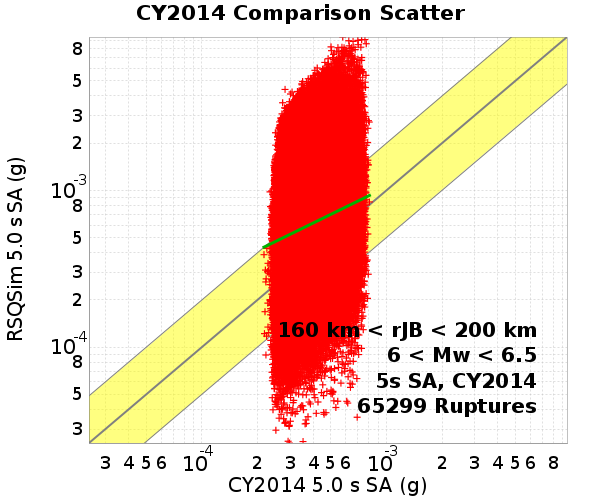 CY2014 Comparison Scatter
RSQSim 5.0 s SA (g)
8
5
3
2
10-3
8
5
3
2
10-4
8
5
3
160 km < rJB < 200 km
6 < Mw < 6.5
5s SA, CY2014
65299 Ruptures
3 4 5 6 10-4 2 3 4 5 6 10-3 2 3 4 5 6 8
CY2014 5.0 s SA (g)